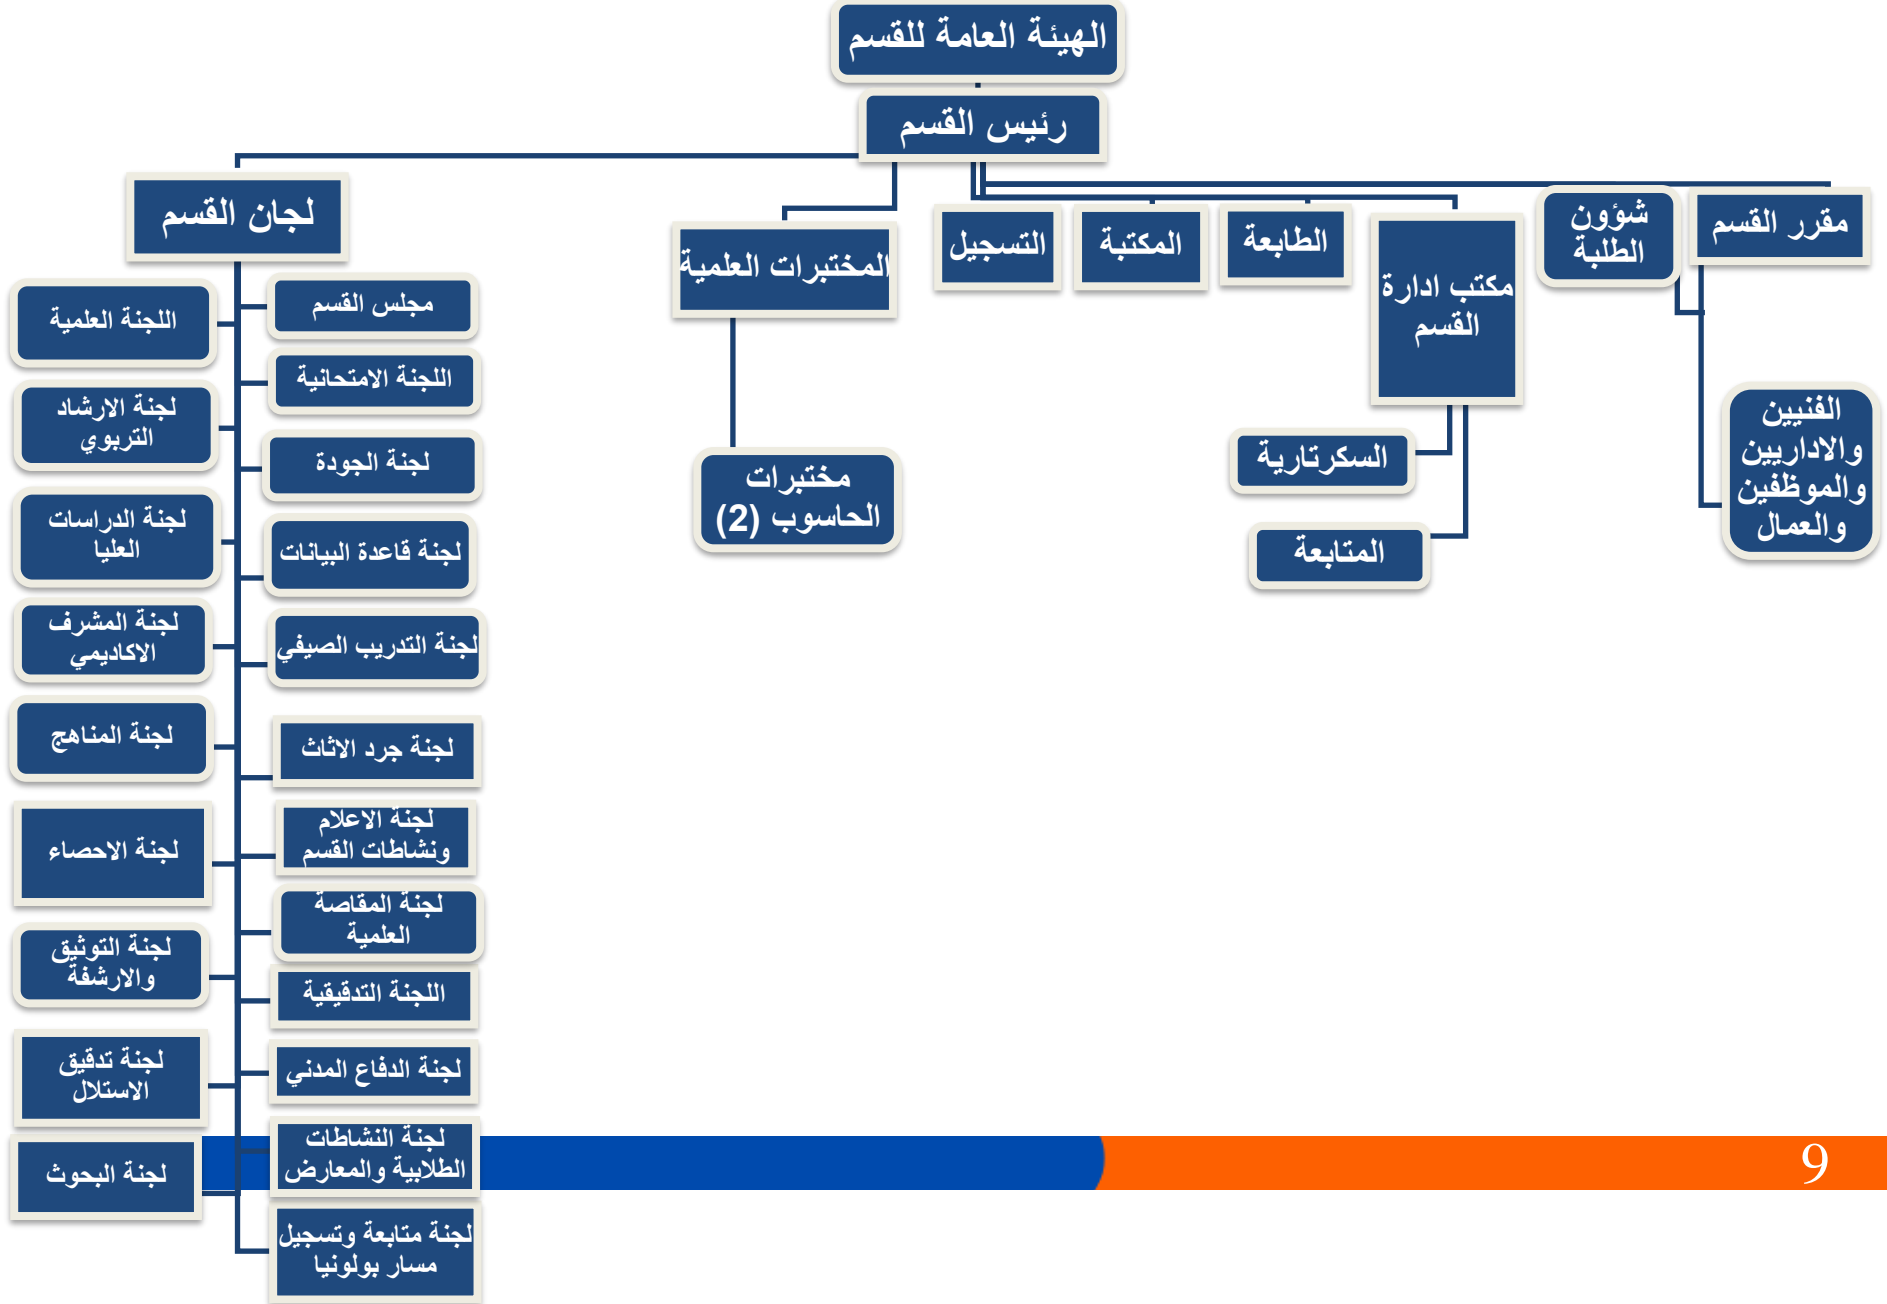 الهيئة العامة للقسم
رئيس القسم
مقرر القسم
شؤون
الطلبة
مكتب ادارة
القسم
الطابعة
المكتبة
التسجيل
المختبرات العلمية
لجان القسم
الفنيين
والاداريين
والموظفين
والعمال
السكرتارية
المتابعة
مختبرات
الحاسوب (2)
مجلس القسم
اللجنة العلمية
اللجنة الامتحانية
لجنة الارشاد
التربوي
لجنة الجودة
لجنة الدراسات
العليا
لجنة قاعدة البيانات
لجنة المشرف
الاكاديمي
لجنة التدريب الصيفي
لجنة المناهج
لجنة جرد الاثاث
لجنة الاحصاء
لجنة الاعلام
ونشاطات القسم
لجنة المقاصة
العلمية
لجنة التوثيق
والارشفة
اللجنة التدقيقية
لجنة تدقيق
الاستلال
لجنة الدفاع المدني
لجنة النشاطات
الطلابية والمعارض
لجنة البحوث
لجنة متابعة وتسجيل
مسار بولونيا
9